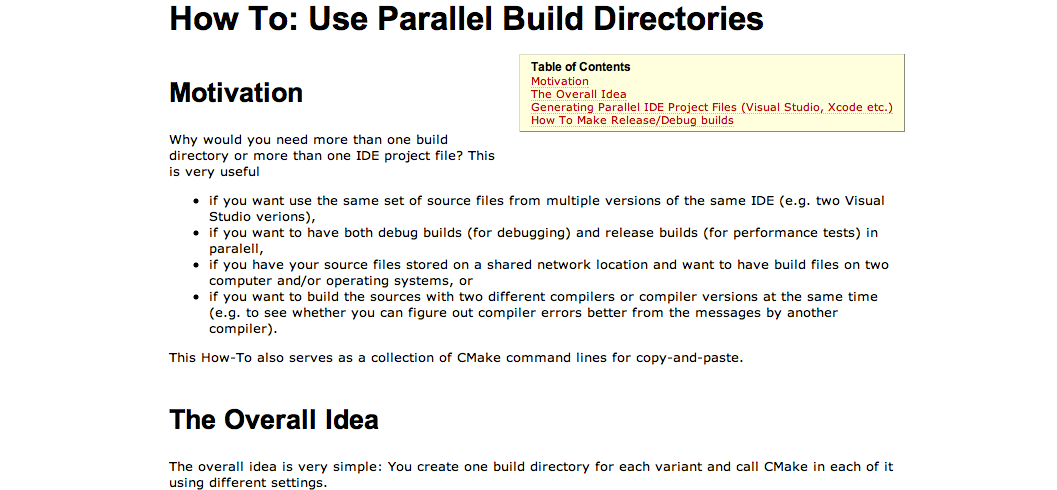 How To: Use Parallel Build Directories
Table of Contents
Motivation
The Overall Idea
Generating Parallel IDE Project Files (Visual Studio, Xcode etc.)
How To Make Release/Debug builds
Motivation
Why would you need more than one build
directory or more than one IDE project file? This
is very useful
• if you want use the same set of source files from multiple versions of the same IDE (e.g. two Visual
Studio verions),
• if you want to have both debug builds (for debugging) and release builds (for performance tests) in
paralell,
• if you have your source files stored on a shared network location and want to have build files on two
computer and/or operating systems, or
• if you want to build the sources with two different compilers or compiler versions at the same time
(e.g. to see whether you can figure out compiler errors better from the messages by another
compiler).
This How-To also serves as a collection of CMake command lines for copy-and-paste.
The Overall Idea
The overall idea is very simple: You create one build directory for each variant and call CMake in each of it
using different settings.